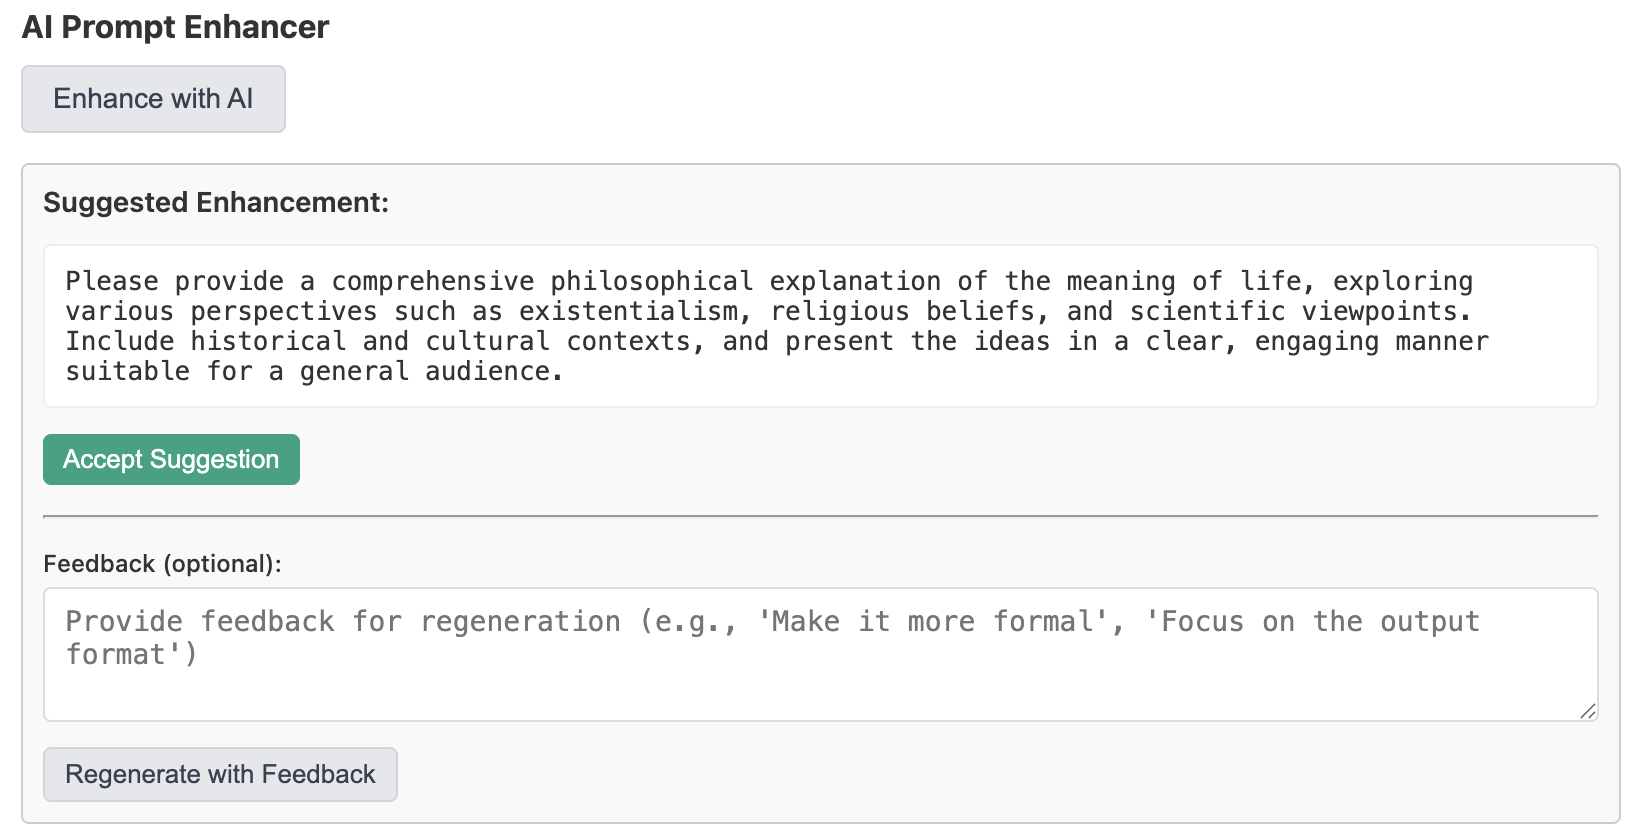 AI Prompt Enhancer
Enhance with AI
Suggested Enhancement:
Please provide a comprehensive philosophical explanation of the meaning of life, exploring
various perspectives such as existentialism, religious beliefs, and scientific viewpoints.
Include historical and cultural contexts, and present the ideas in a clear, engaging manner
suitable for a general audience.
Accept Suggestion
Feedback (optional):
Provide feedback for regeneration (e.g., 'Make it more formal', 'Focus on the output
format')
Regenerate with Feedback